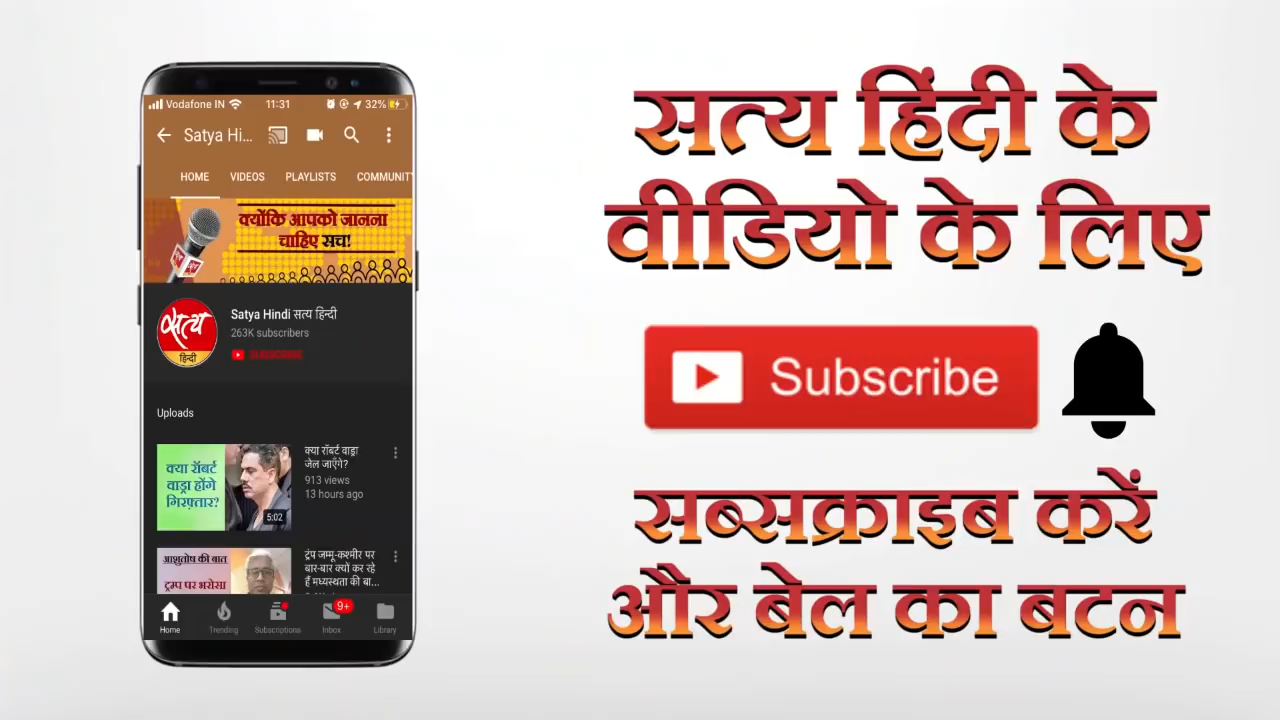 Vodafone IN 11:31 32%
Satya Hi...
HOME VIDEOS PLAYLISTS COMMUNIT
क्योंकि आपको जानना
चाहिए सच!
सत्य
हिन्दी
Satya Hindi सत्य हिन्दी
263K subscribers
SUBSCRIBE
Uploads
क्या रॉबर्ट
वाड्रा होंगे
गिरफ़्तार?
5:02
क्या रॉबर्ट वाड्रा
जेल जाएँगे?
913 views
13 hours ago
आशुतोष की बात
ट्रम्प पर भरोसा
ट्रंप जम्मू-कश्मीर पर
बार-बार क्यों कर रहे
हैं मध्यस्थता की बा...
9+
Home Trending Subscriptions Inbox Library
सत्य हिंदी के
वीडियो के लिए
Subscribe
सब्सक्राइब करें
और बेल का बटन